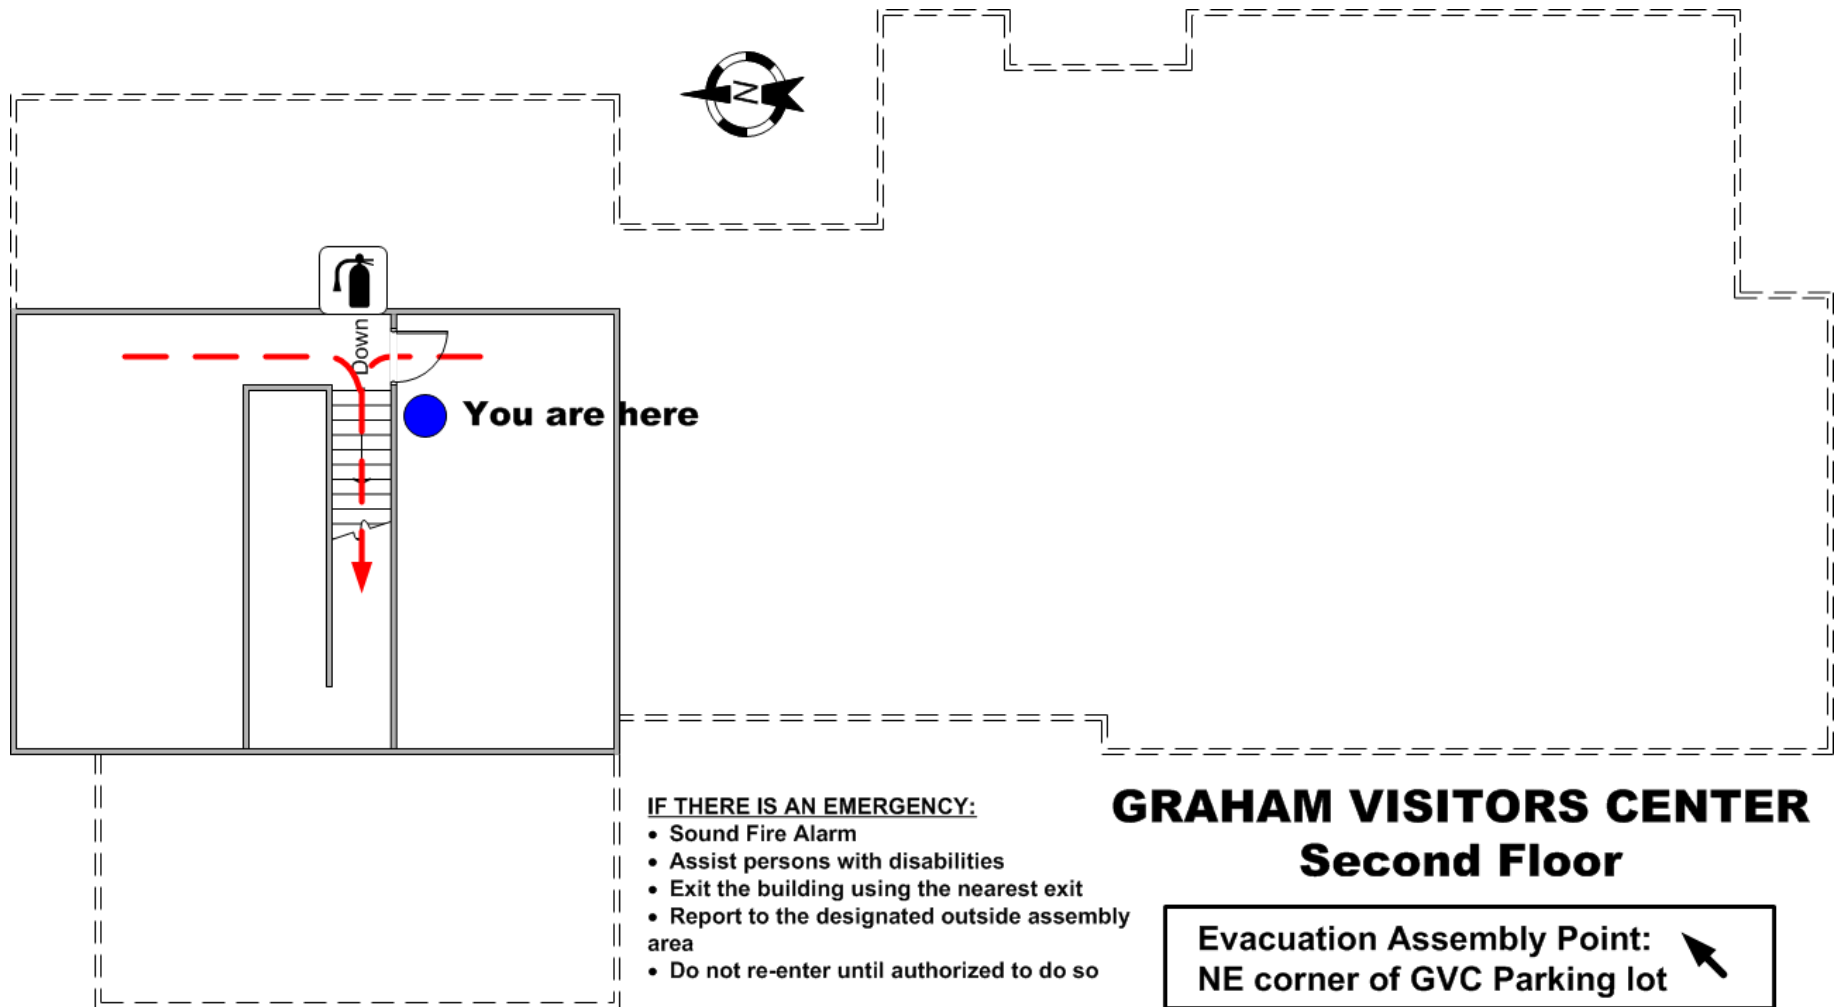 N
Down
You are here
IF THERE IS AN EMERGENCY:
• Sound Fire Alarm
• Assist persons with disabilities
• Exit the building using the nearest exit
• Report to the designated outside assembly
area
• Do not re-enter until authorized to do so
GRAHAM VISITORS CENTER
Second Floor
Evacuation Assembly Point:
NE corner of GVC Parking lot